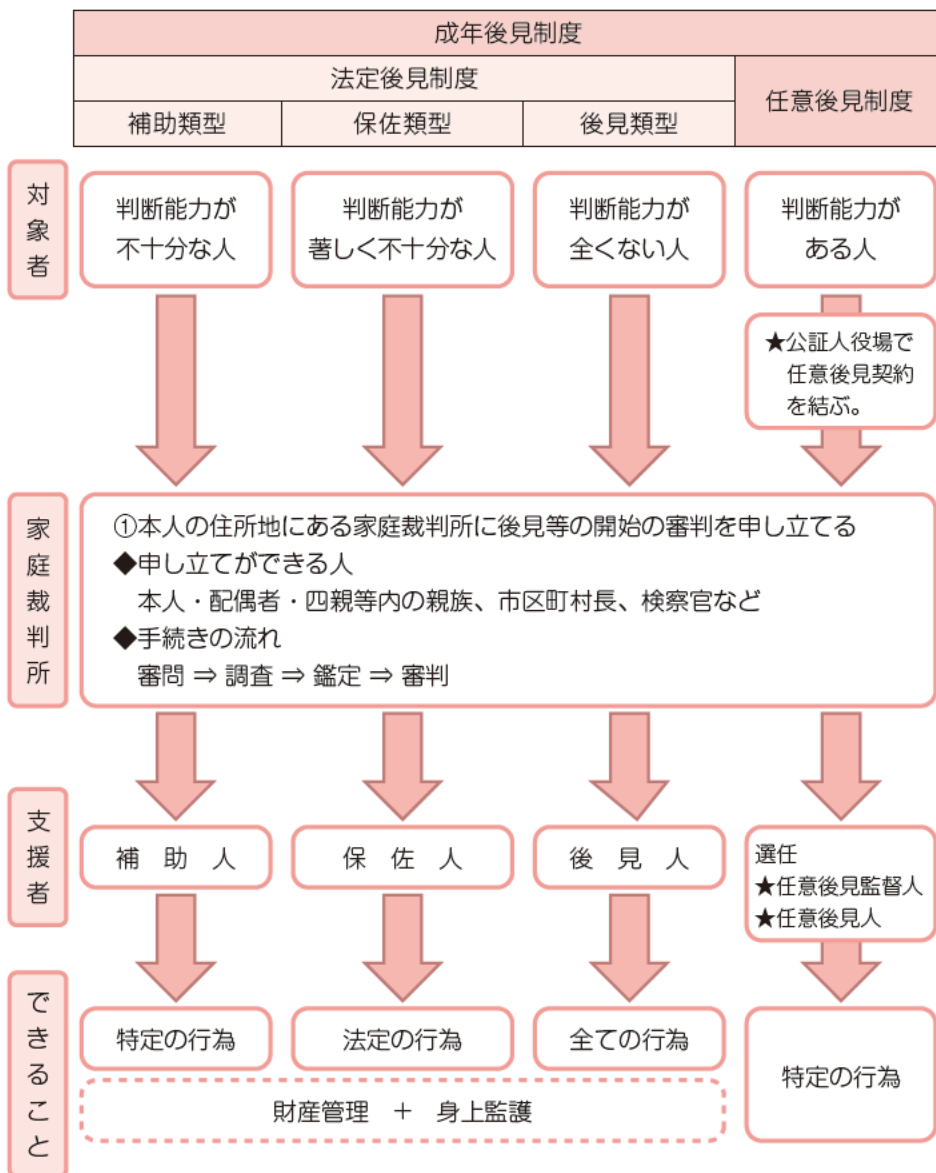 成年後見制度
法定後見制度
任意後見制度
補助類型
保佐類型
後見類型
対象者
判断能力が
不十分な人
判断能力が
著しく不十分な人
判断能力が
全くない人
判断能力が
ある人
★公証人役場で
任意後見契約
を結ぶ。
家庭裁判所
①本人の住所地にある家庭裁判所に後見等の開始の審判を申し立てる
◆申し立てができる人
本人・配偶者・四親等内の親族、市区町村長、検察官など
◆手続きの流れ
審問 ⇒ 調査 ⇒ 鑑定 ⇒ 審判
支援者
補助人
保佐人
後見人
選任
★任意後見監督人
★任意後見人
できること
特定の行為
法定の行為
全ての行為
特定の行為
財産管理 + 身上監護